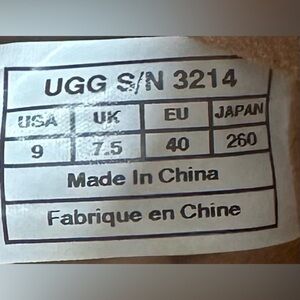 UGG S/N 3214
USA UK EU JAPAN
9 7.5 40 260
Made In China
Fabrique en Chine